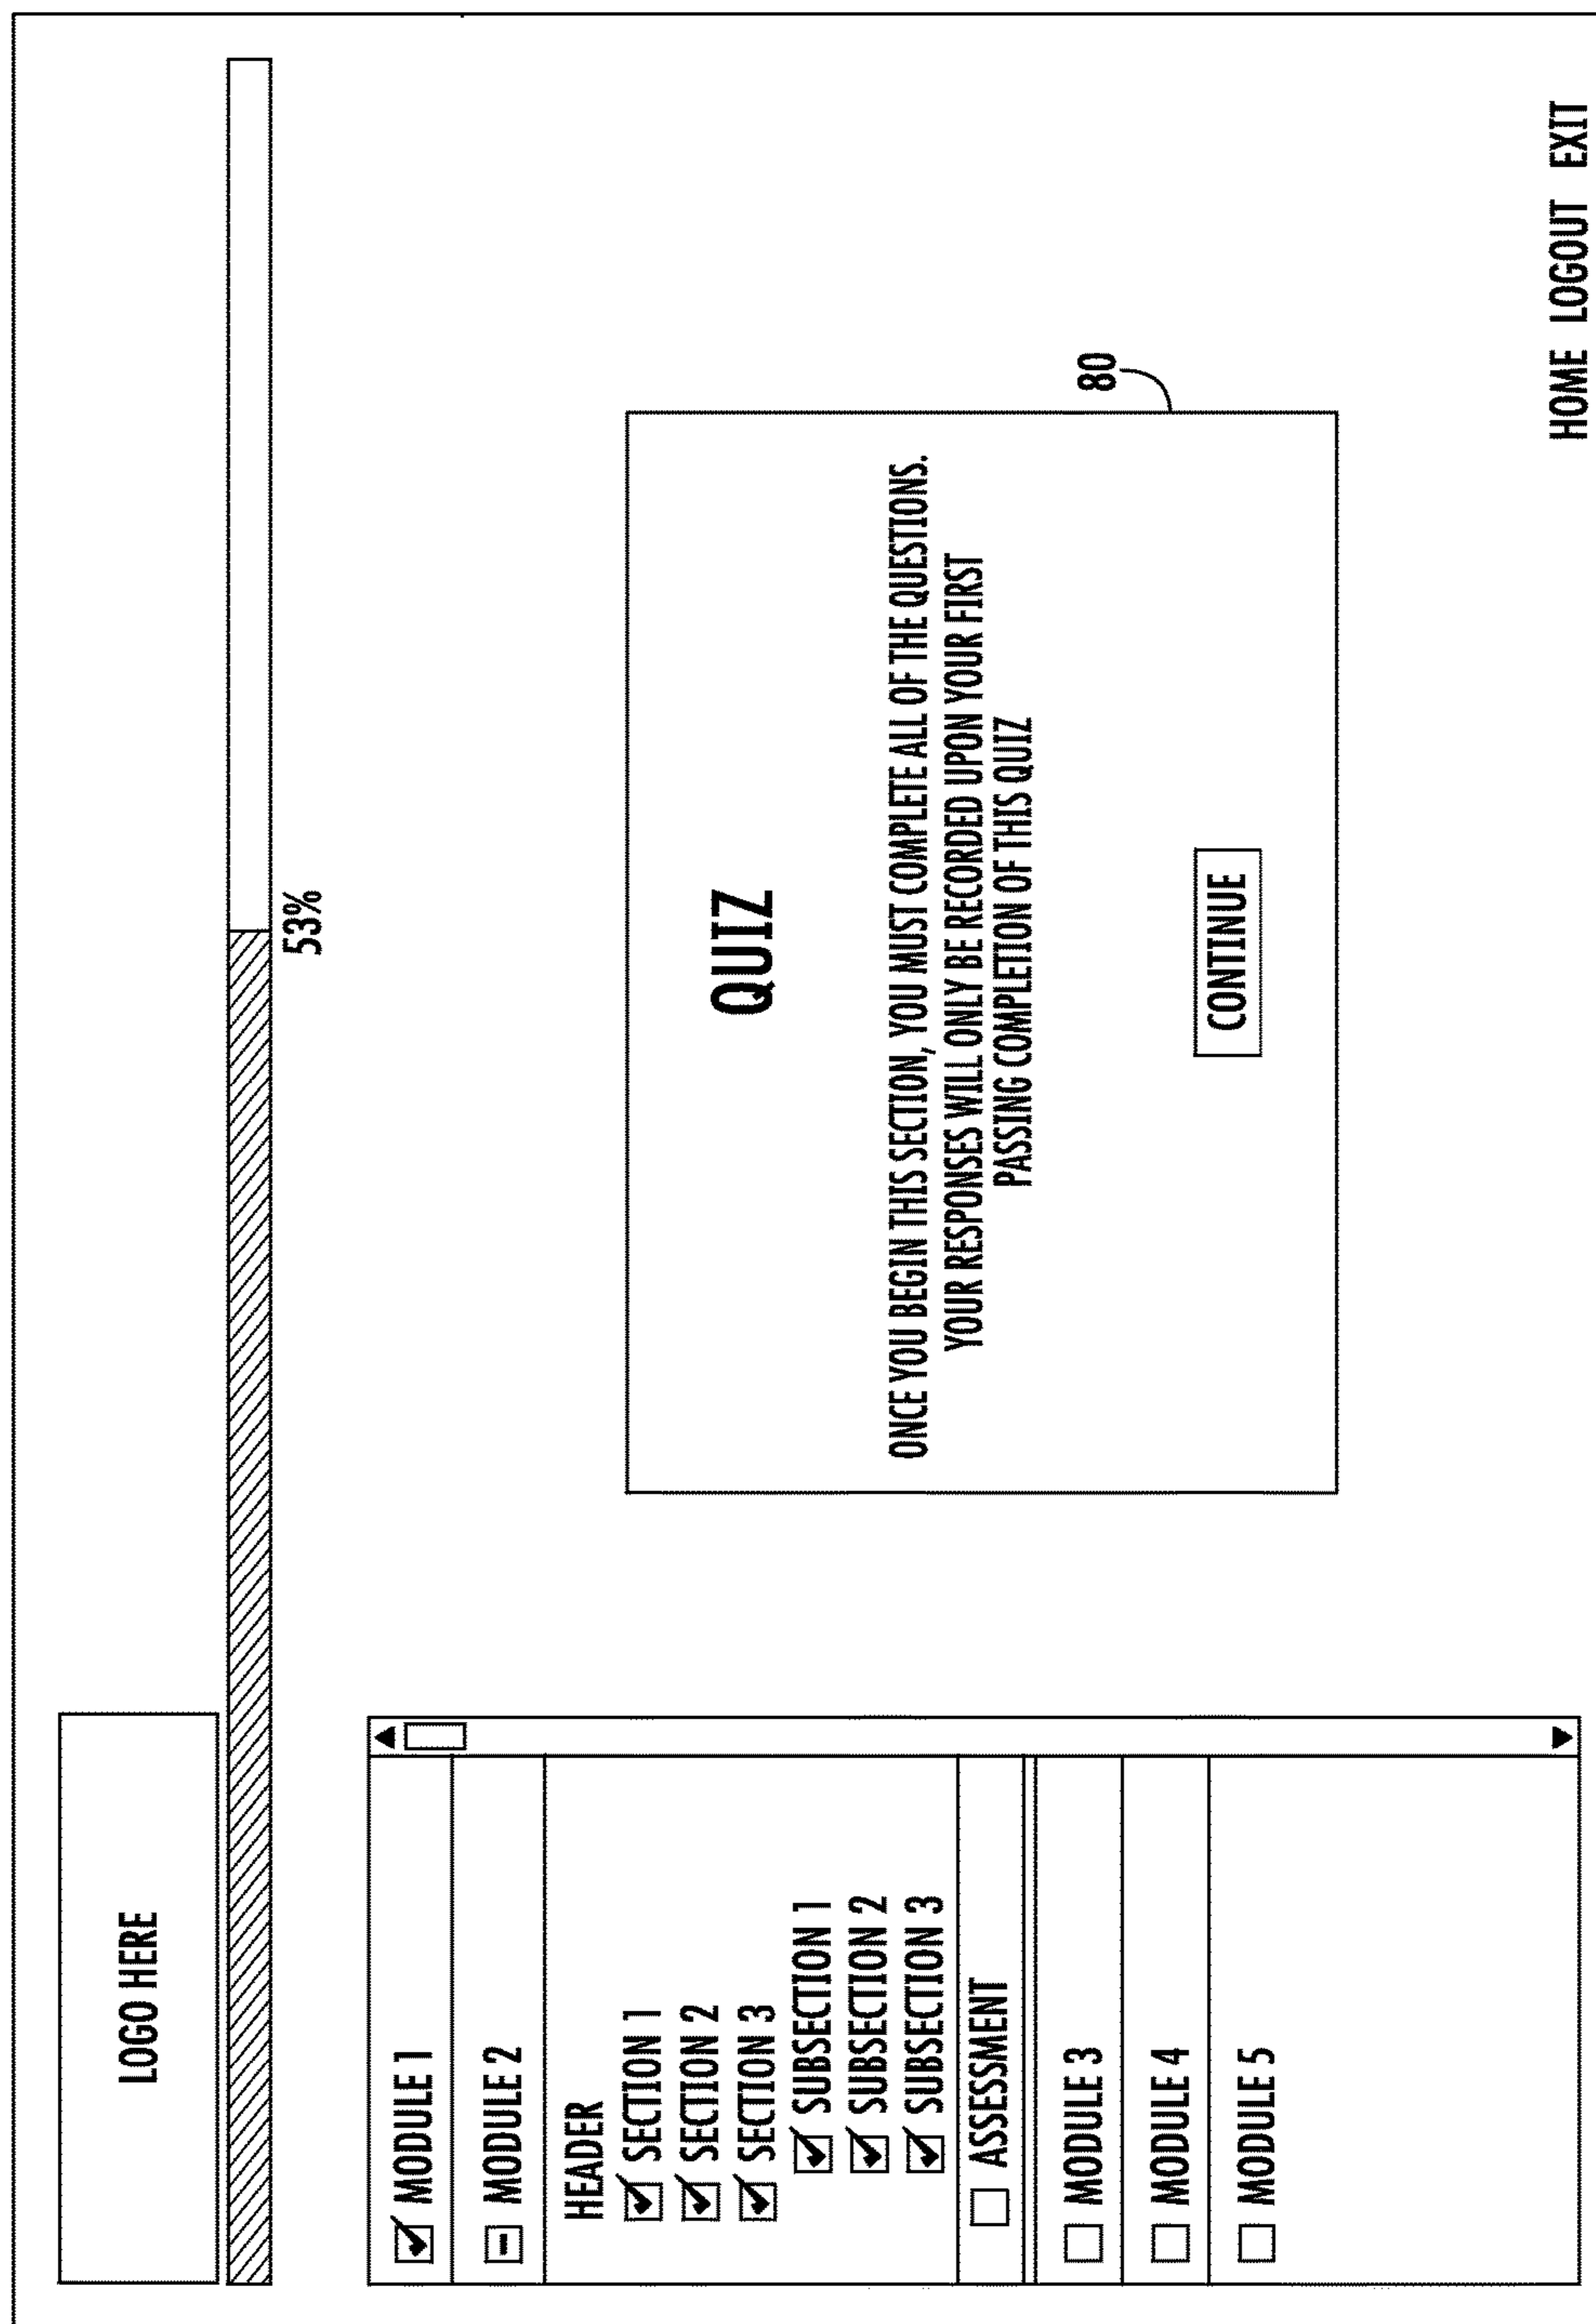 LOGO HERE
53%
MODULE 1
MODULE 2
HEADER
SECTION 1
SECTION 2
SECTION 3
SUBSECTION 1
SUBSECTION 2
SUBSECTION 3
ASSESSMENT
MODULE 3
MODULE 4
MODULE 5
QUIZ
ONCE YOU BEGIN THIS SECTION, YOU MUST COMPLETE ALL OF THE QUESTIONS.
YOUR RESPONSES WILL ONLY BE RECORDED UPON YOUR FIRST
PASSING COMPLETION OF THIS QUIZ
CONTINUE
80
HOME LOGOUT EXIT